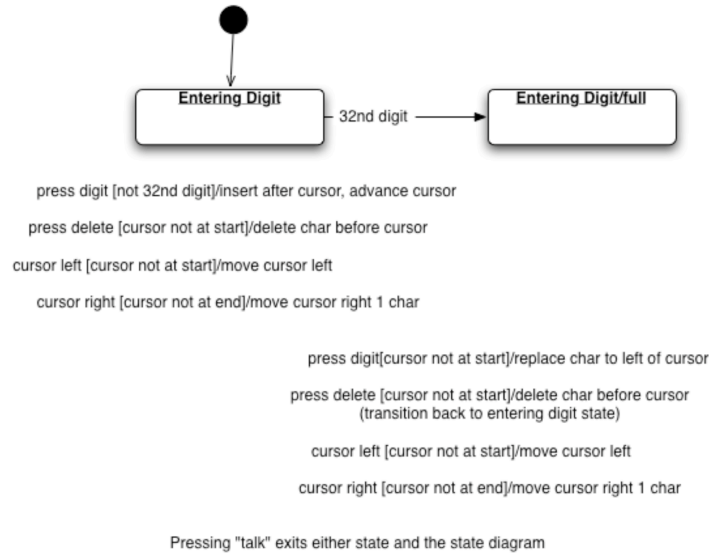 Entering Digit
Entering Digit/full
32nd digit
press digit [not 32nd digit]/insert after cursor, advance cursor
press delete [cursor not at start]/delete char before cursor
cursor left [cursor not at start]/move cursor left
cursor right [cursor not at end]/move cursor right 1 char
press digit[cursor not at start]/replace char to left of cursor
press delete [cursor not at start]/delete char before cursor
(transition back to entering digit state)
cursor left [cursor not at start]/move cursor left
cursor right [cursor not at end]/move cursor right 1 char
Pressing "talk" exits either state and the state diagram